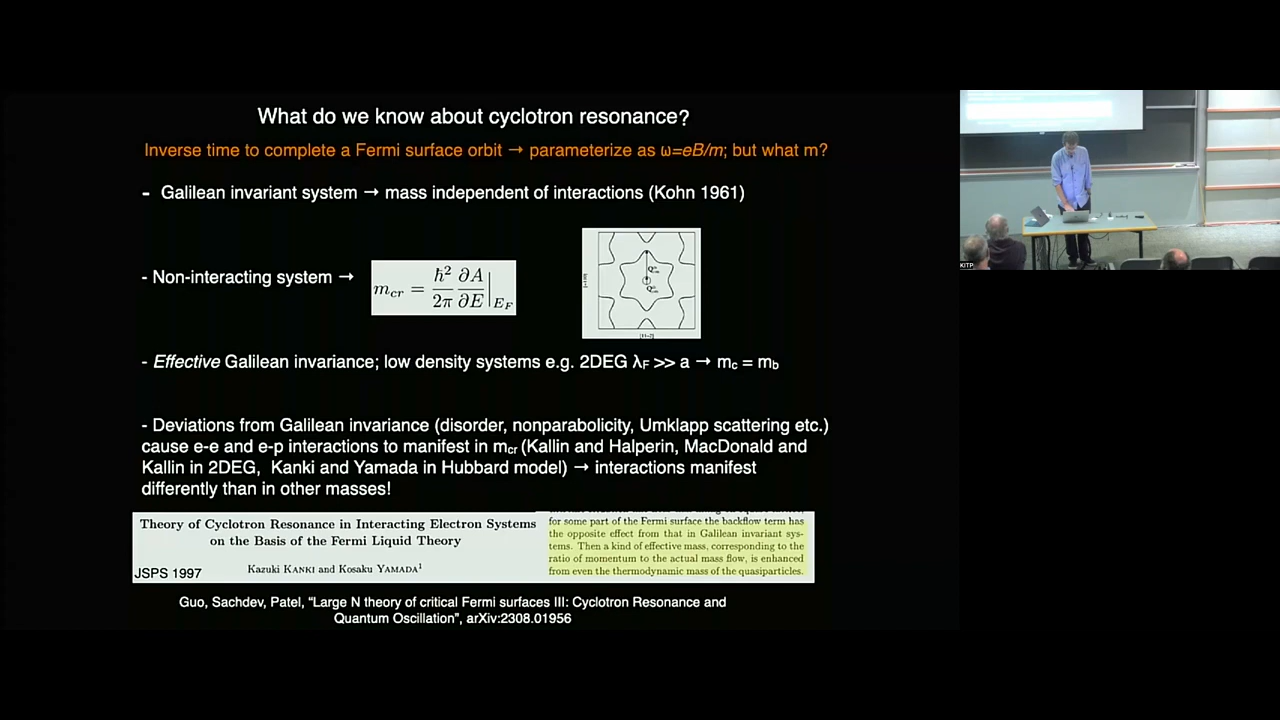 What do we know about cyclotron resonance?
Inverse time to complete a Fermi surface orbit → parameterize as ω=eB/m; but what m?
- Galilean invariant system → mass independent of interactions (Kohn 1961)
- Non-interacting system →
m_cr = ħ²/2π ∂A/∂E |_E_F
- Effective Galilean invariance; low density systems e.g. 2DEG λF >> a → mc = mb
- Deviations from Galilean invariance (disorder, nonparabolicity, Umklapp scattering etc.)
cause e-e and e-p interactions to manifest in mcr (Kallin and Halperin, MacDonald and
Kallin in 2DEG, Kanki and Yamada in Hubbard model) → interactions manifest
differently than in other masses!
Theory of Cyclotron Resonance in Interacting Electron Systems
on the Basis of the Fermi Liquid Theory
Kazuki KANKI and Kosaku YAMADA¹
JSPS 1997
for some part of the Fermi surface the backflow term has
the opposite effect from that in Galilean invariant sys-
tems. Then a kind of effective mass, corresponding to the
ratio of momentum to the actual mass flow, is enhanced
from even the thermodynamic mass of the quasiparticles.
Guo, Sachdev, Patel, "Large N theory of critical Fermi surfaces III: Cyclotron Resonance and
Quantum Oscillation", arXiv:2308.01956
KITP